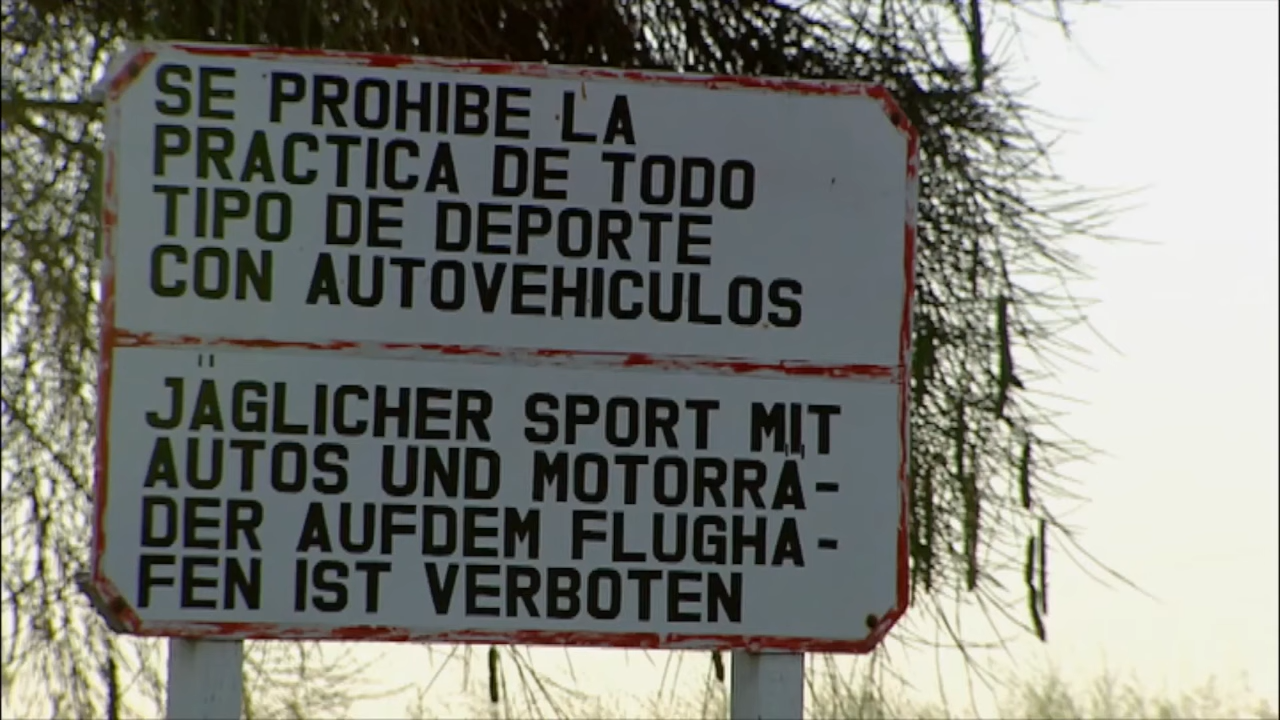 SE PROHIBE LA
PRACTICA DE TODO
TIPO DE DEPORTE
CON AUTOVEHICULOS
JÄGLICHER SPORT MIT
AUTOS UND MOTORRÄ-
DER AUFDEM FLUGHA-
FEN IST VERBOTEN